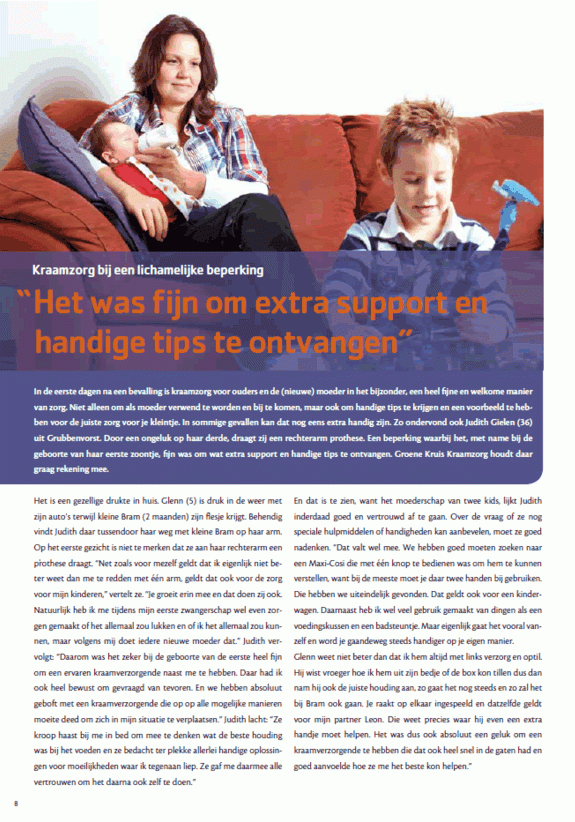 Kraamzorg bij een lichamelijke beperking
“Het was fijn om extra support en
handige tips te ontvangen”
In de eerste dagen na een bevalling is kraamzorg voor ouders en de (nieuwe) moeder in het bijzonder, een heel fijne en welkome manier
van zorg. Niet alleen om als moeder verwend te worden en bij te komen, maar ook om handige tips te krijgen en een voorbeeld te heb-
ben voor de juiste zorg voor je kleintje. In sommige gevallen kan dat nog eens extra handig zijn. Zo ondervond ook Judith Gielen (36)
uit Grubbenvorst. Door een ongeluk op haar derde, draagt zij een rechterarm prothese. Een beperking waarbij het, met name bij de
geboorte van haar eerste zoontje, fijn was om wat extra support en handige tips te ontvangen. Groene Kruis Kraamzorg houdt daar
graag rekening mee.
Het is een gezellige drukte in huis. Glenn (5) is druk in de weer met
zijn auto’s terwijl kleine Bram (2 maanden) zijn flesje krijgt. Behendig
vindt Judith daar tussendoor haar weg met kleine Bram op haar arm.
Op het eerste gezicht is niet te merken dat ze aan haar rechterarm een
prothese draagt. “Net zoals voor mezelf geldt dat ik eigenlijk niet be-
ter weet dan me te redden met één arm, geldt dat ook voor de zorg
voor mijn kinderen,” vertelt ze. “Je groeit erin mee en dat doen zij ook.
Natuurlijk heb ik me tijdens mijn eerste zwangerschap wel even zor-
gen gemaakt of het allemaal zou lukken en of ik het allemaal zou kun-
nen, maar volgens mij doet iedere nieuwe moeder dat.” Judith ver-
volgt: “Daarom was het zeker bij de geboorte van de eerste heel fijn
om een ervaren kraamverzorgende naast me te hebben. Daar had ik
ook heel bewust om gevraagd van tevoren. En we hebben absoluut
geboft met een kraamverzorgende die op op alle mogelijke manieren
moeite deed om zich in mijn situatie te verplaatsen.” Judith lacht: “Ze
kroop haast bij me in bed om mee te denken wat de beste houding
was bij het voeden en ze bedacht ter plekke allerlei handige oplossin-
gen voor moeilijkheden waar ik tegenaan liep. Ze gaf me daarmee alle
vertrouwen om het daarna ook zelf te doen.”
En dat is te zien, want het moederschap van twee kids, lijkt Judith
inderdaad goed en vertrouwd af te gaan. Over de vraag of ze nog
speciale hulpmiddelen of handigheden kan aanbevelen, moet ze goed
nadenken. “Dat valt wel mee. We hebben goed moeten zoeken naar
een Maxi-Cosi die met één knop te bedienen was om hem te kunnen
verstellen, want bij de meeste moet je daar twee handen bij gebruiken.
Die hebben we uiteindelijk gevonden. Dat geldt ook voor een kinder-
wagen. Daarnaast heb ik wel veel gebruik gemaakt van dingen als een
voedingskussen en een badsteuntje. Maar eigenlijk gaat het vooral van-
zelf en word je gaandeweg steeds handiger op je eigen manier.
Glenn weet niet beter dan dat ik hem altijd met links verzorg en optil.
Hij wist vroeger hoe ik hem uit zijn bedje of de box kon tillen dus dan
nam hij ook de juiste houding aan, zo gaat het nog steeds en zo zal het
bij Bram ook gaan. Je raakt op elkaar ingespeeld en datzelfde geldt
voor mijn partner Leon. Die weet precies waar hij even een extra
handje moet helpen. Het was dus ook absoluut een geluk om een
kraamverzorgende te hebben die dat ook heel snel in de gaten had en
goed aanvoelde hoe ze me het beste kon helpen.”
8